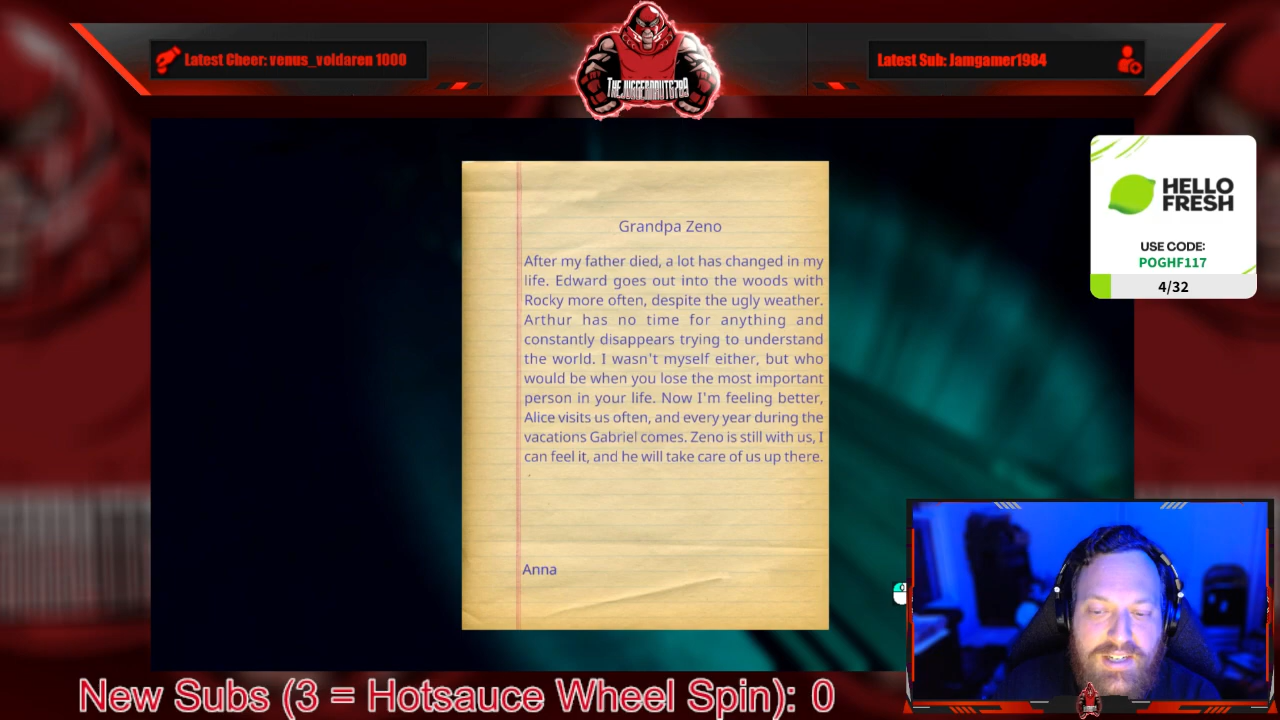 Latest Cheer: venus_voldaren 1000
THEJUGGERNAUT6789
Latest Sub: Jamgamer1984
HELLO
FRESH
USE CODE:
POGHF117
4/32
Grandpa Zeno
After my father died, a lot has changed in my
life. Edward goes out into the woods with
Rocky more often, despite the ugly weather.
Arthur has no time for anything and
constantly disappears trying to understand
the world. I wasn't myself either, but who
would be when you lose the most important
person in your life. Now I'm feeling better,
Alice visits us often, and every year during the
vacations Gabriel comes. Zeno is still with us, I
can feel it, and he will take care of us up there.
.
Anna
New Subs (3 = Hotsauce Wheel Spin): 0